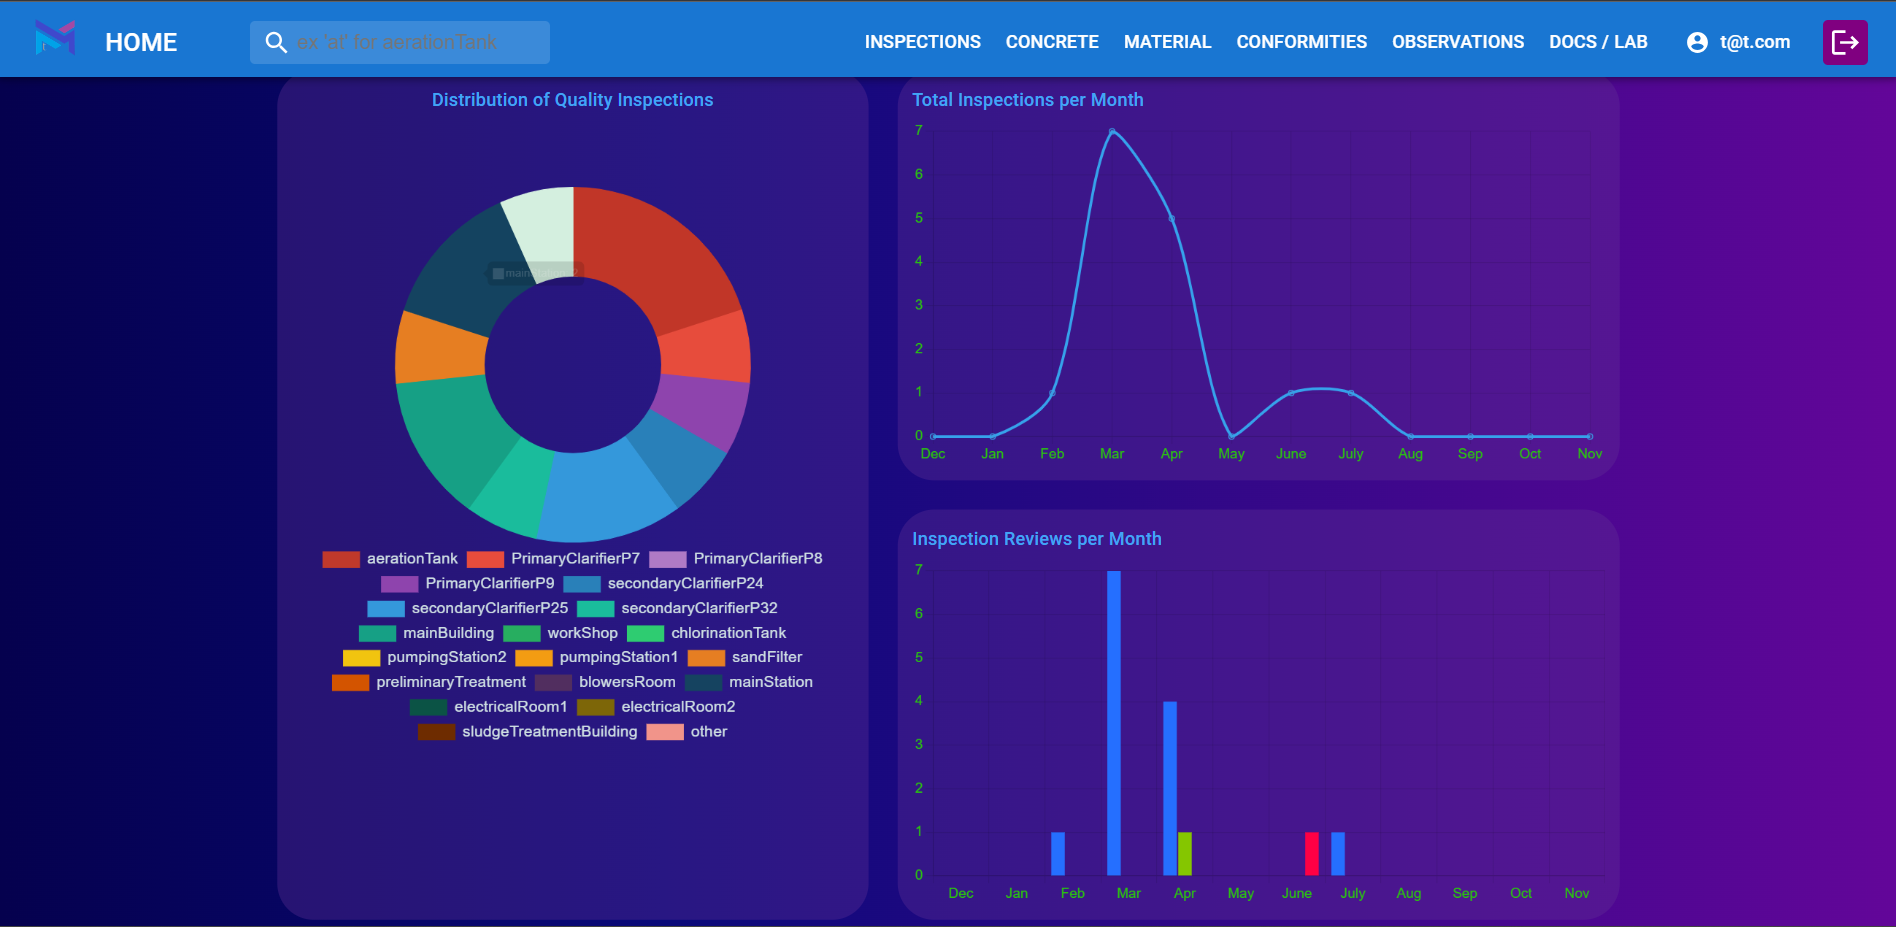 HOME
ex 'at' for aerationTank
INSPECTIONS CONCRETE MATERIAL CONFORMITIES OBSERVATIONS DOCS / LAB t@t.com
Distribution of Quality Inspections
aerationTank PrimaryClarifierP7 PrimaryClarifierP8
PrimaryClarifierP9 secondaryClarifierP24
secondaryClarifierP25 secondaryClarifierP32
mainBuilding workShop chlorinationTank
pumpingStation2 pumpingStation1 sandFilter
preliminaryTreatment blowersRoom mainStation
electricalRoom1 electricalRoom2
sludgeTreatmentBuilding other
Total Inspections per Month
7
6
5
4
3
2
1
0
Dec Jan Feb Mar Apr May June July Aug Sep Oct Nov
Inspection Reviews per Month
7
6
5
4
3
2
1
0
Dec Jan Feb Mar Apr May June July Aug Sep Oct Nov